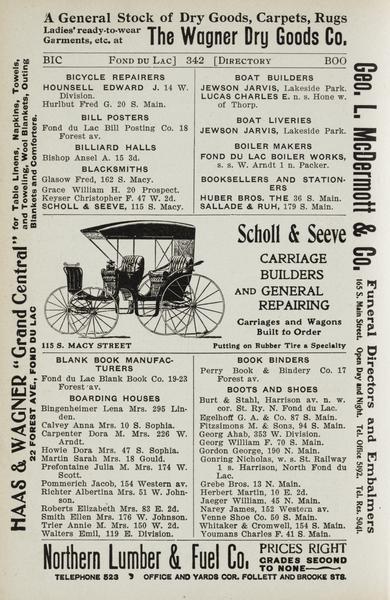 A General Stock of Dry Goods, Carpets, Rugs
Ladies' ready-to-wear
Garments, etc. at
The Wagner Dry Goods Co.
BIC FOND DU LAC] 342 [DIRECTORY BOO
BICYCLE REPAIRERS
HOUNSELL EDWARD J. 14 W.
Division.
Hurlbut Fred G. 20 S. Main.
BILL POSTERS
Fond du Lac Bill Posting Co. 18
Forest av.
BILLIARD HALLS
Bishop Ansel A. 15 3d.
BLACKSMITHS
Glasow Fred, 162 S. Macy.
Grace William H. 20 Prospect.
Keyser Christopher F. 47 W. 2d.
SCHOLL & SEEVE, 115 S. Macy.
BOAT BUILDERS
JEWSON JARVIS, Lakeside Park.
LUCAS CHARLES E. n. s. Howe w.
of Thorp.
BOAT LIVERIES
JEWSON JARVIS, Lakeside Park.
BOILER MAKERS
FOND DU LAC BOILER WORKS,
s. s. W. Arndt 1 n. Packer.
BOOKSELLERS AND STATION-
ERS
HUBER BROS. THE 36 S. Main.
SALLADE & RUH, 179 S. Main.
Scholl & Seeve
CARRIAGE
BUILDERS
AND GENERAL
REPAIRING
Carriages and Wagons
Built to Order
115 S. MACY STREET
Putting on Rubber Tire a Specialty
BLANK BOOK MANUFAC-
TURERS
Fond du Lac Blank Book Co. 19-23
Forest av.
BOARDING HOUSES
Bingenheimer Lena Mrs. 295 Lin-
den.
Calvey Anna Mrs. 10 S. Sophia.
Carpenter Dora M. Mrs. 226 W.
Arndt.
Howie Dora Mrs. 47 S. Sophia.
Martin Sarah Mrs. 18 Gould.
Prefontaine Julia M. Mrs. 174 W.
Scott.
Pommerich Jacob, 154 Western av.
Richter Albertina Mrs. 51 W. John-
son.
Roberts Elizabeth Mrs. 83 E. 2d.
Smith Ellen Mrs. 176 W. Johnson.
Trier Annie M. Mrs. 150 W. 2d.
Walters Emil, 119 E. Division.
BOOK BINDERS
Perry Book & Bindery Co. 17
Forest av.
BOOTS AND SHOES
Burt & Stahl, Harrison av. n. w.
cor. St. Ry. N. Fond du Lac.
Egelhoff G. A. & Co. 87 S. Main.
Fitzsimons M. & Sons, 94 S. Main.
Georg Ahab, 353 W. Division.
Georg William F. 70 S. Main.
Gordon George, 190 N. Main.
Gorring Nicholas, w. s. St. Railway
1 s. Harrison, North Fond du
Lac.
Grebe Bros. 13 N. Main.
Herbert Martin, 10 E. 2d.
Jaeger William, 45 N. Main.
Narey James, 152 Western av.
Venne Shoe Co. 50 S. Main.
Whitaker & Cromwell, 154 S. Main.
Youmans Charles F. 41 S. Main.
Northern Lumber & Fuel Co.
PRICES RIGHT
GRADES SECOND
TO NONE
TELEPHONE 523 OFFICE AND YARDS COR. FOLLETT AND BROOKE STS.
HAAS & WAGNER "Grand Central"
22 FOREST AVE., FOND DU LAC
for Table Linens, Napkins, Towels,
and Toweling, Wool Blankets, Outing
Blankets and Comforters.
Geo. L. McDermott & Co.
Funeral Directors and Embalmers
165 S. Main Street. Open Day and Night. Tel. Office 5092. Tel. Res. 5041.